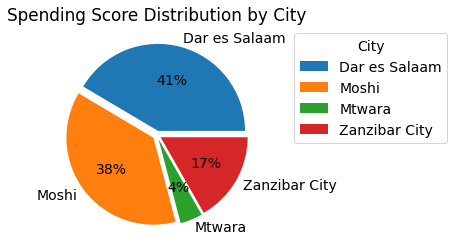 Spending Score Distribution by City
Dar es Salaam
41%
Moshi
38%
4%
Mtwara
17%
Zanzibar City
City
Dar es Salaam
Moshi
Mtwara
Zanzibar City